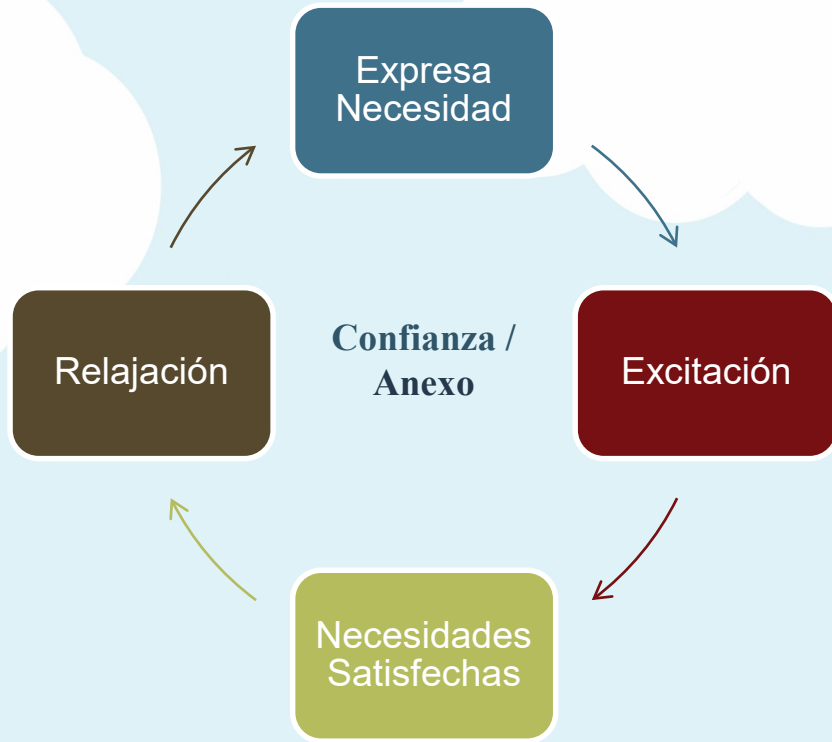 Expresa
Necesidad
Confianza /
Anexo
Relajación
Excitación
Necesidades
Satisfechas